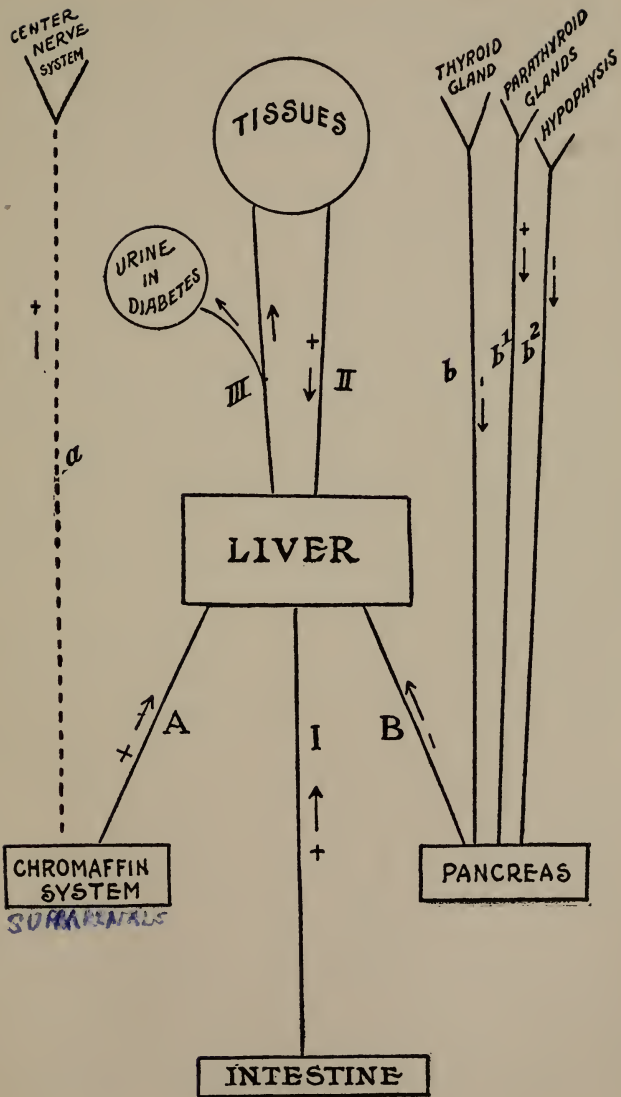 CENTER
NERVE
SYSTEM
TISSUES
THYROID
GLAND
PARATHYROID
GLANDS
HYPOPHYSIS
URINE
IN
DIABETES
+
-
+
+
-
III
II
b
b1
b2
-
a
LIVER
A
+
I
+
B
-
CHROMAFFIN
SYSTEM
SUPRARENALS
PANCREAS
INTESTINE